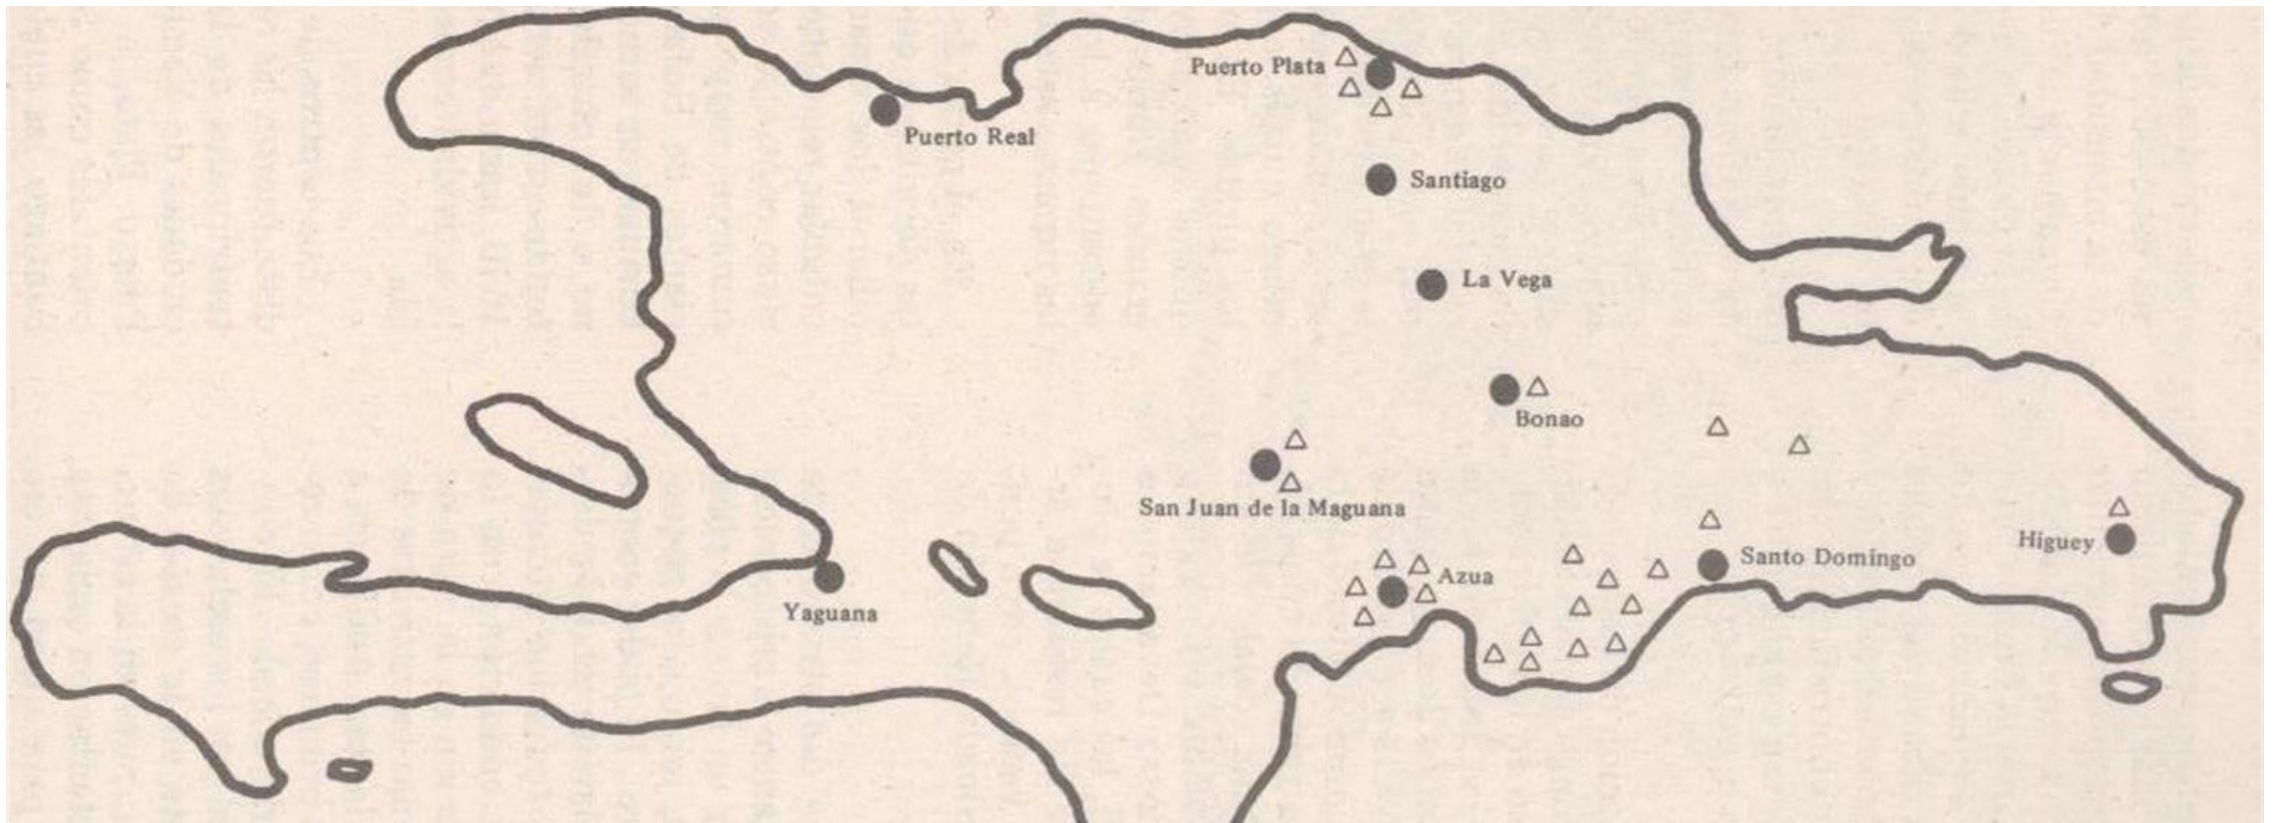 Puerto Plata
Puerto Real
Santiago
La Vega
Bonao
San Juan de la Maguana
Higuey
Santo Domingo
Azua
Yaguana